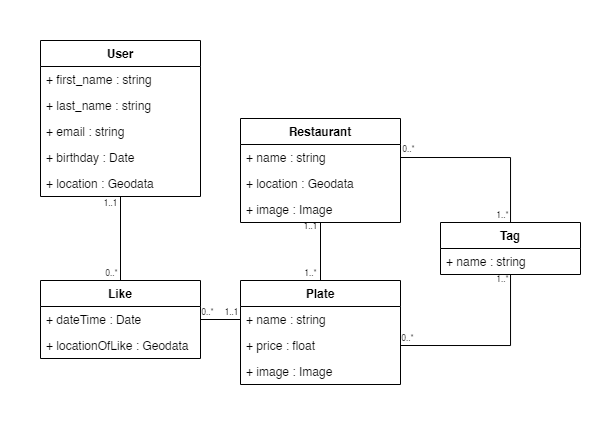 User
+ first_name : string
+ last_name : string
+ email : string
+ birthday : Date
+ location : Geodata
1..1
0..*
Restaurant
+ name : string
+ location : Geodata
+ image : Image
0..*
1..1
1..*
1..*
Tag
+ name : string
1..*
Like
+ dateTime : Date
+ locationOfLike : Geodata
0..*
1..1
Plate
+ name : string
+ price : float
+ image : Image
0..*